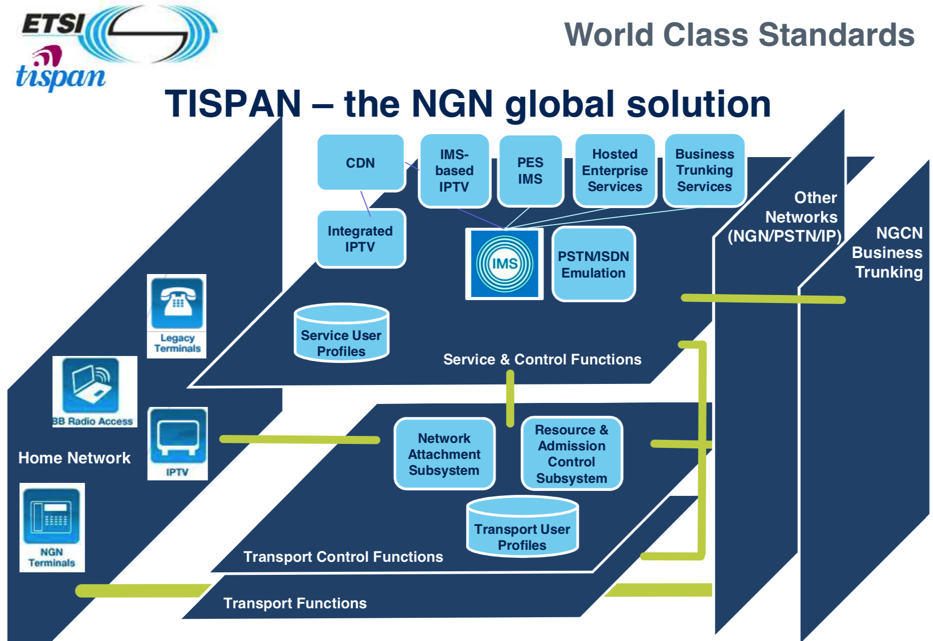 ETSI
tispan
World Class Standards
TISPAN – the NGN global solution
CDN
IMS-
based
IPTV
PES
IMS
Hosted
Enterprise
Services
Business
Trunking
Services
Integrated
IPTV
IMS
PSTN/ISDN
Emulation
Other
Networks
(NGN/PSTN/IP)
NGCN
Business
Trunking
Legacy
Terminals
Service User
Profiles
Service & Control Functions
BB Radio Access
Home Network
IPTV
Network
Attachment
Subsystem
Resource &
Admission
Control
Subsystem
NGN
Terminals
Transport User
Profiles
Transport Control Functions
Transport Functions